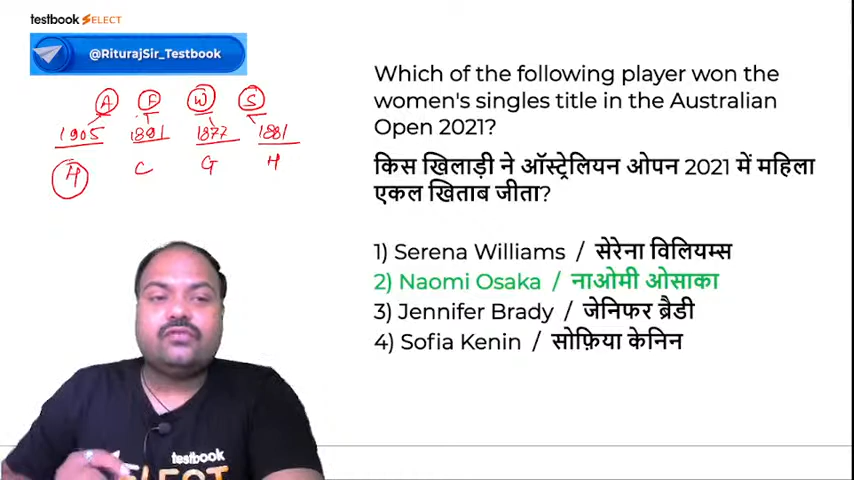 testbook SELECT
@RiturajSir_Testbook
A F W S
1905 1891 1877 1881
H C G H
Which of the following player won the
women's singles title in the Australian
Open 2021?
किस खिलाड़ी ने ऑस्ट्रेलियन ओपन 2021 में महिला
एकल खिताब जीता?
1) Serena Williams / सेरेना विलियम्स
2) Naomi Osaka / नाओमी ओसाका
3) Jennifer Brady / जेनिफर ब्रैडी
4) Sofia Kenin / सोफ़िया केनिन
testbook
SELECT